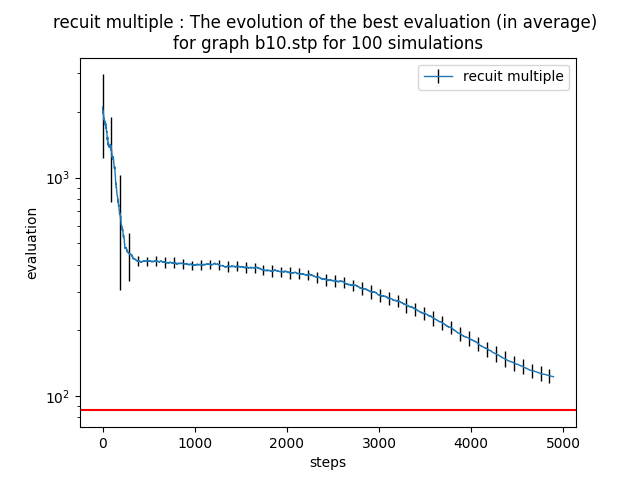 recuit multiple : The evolution of the best evaluation (in average)
for graph b10.stp for 100 simulations
recuit multiple
10³
10²
evaluation
0 1000 2000 3000 4000 5000
steps